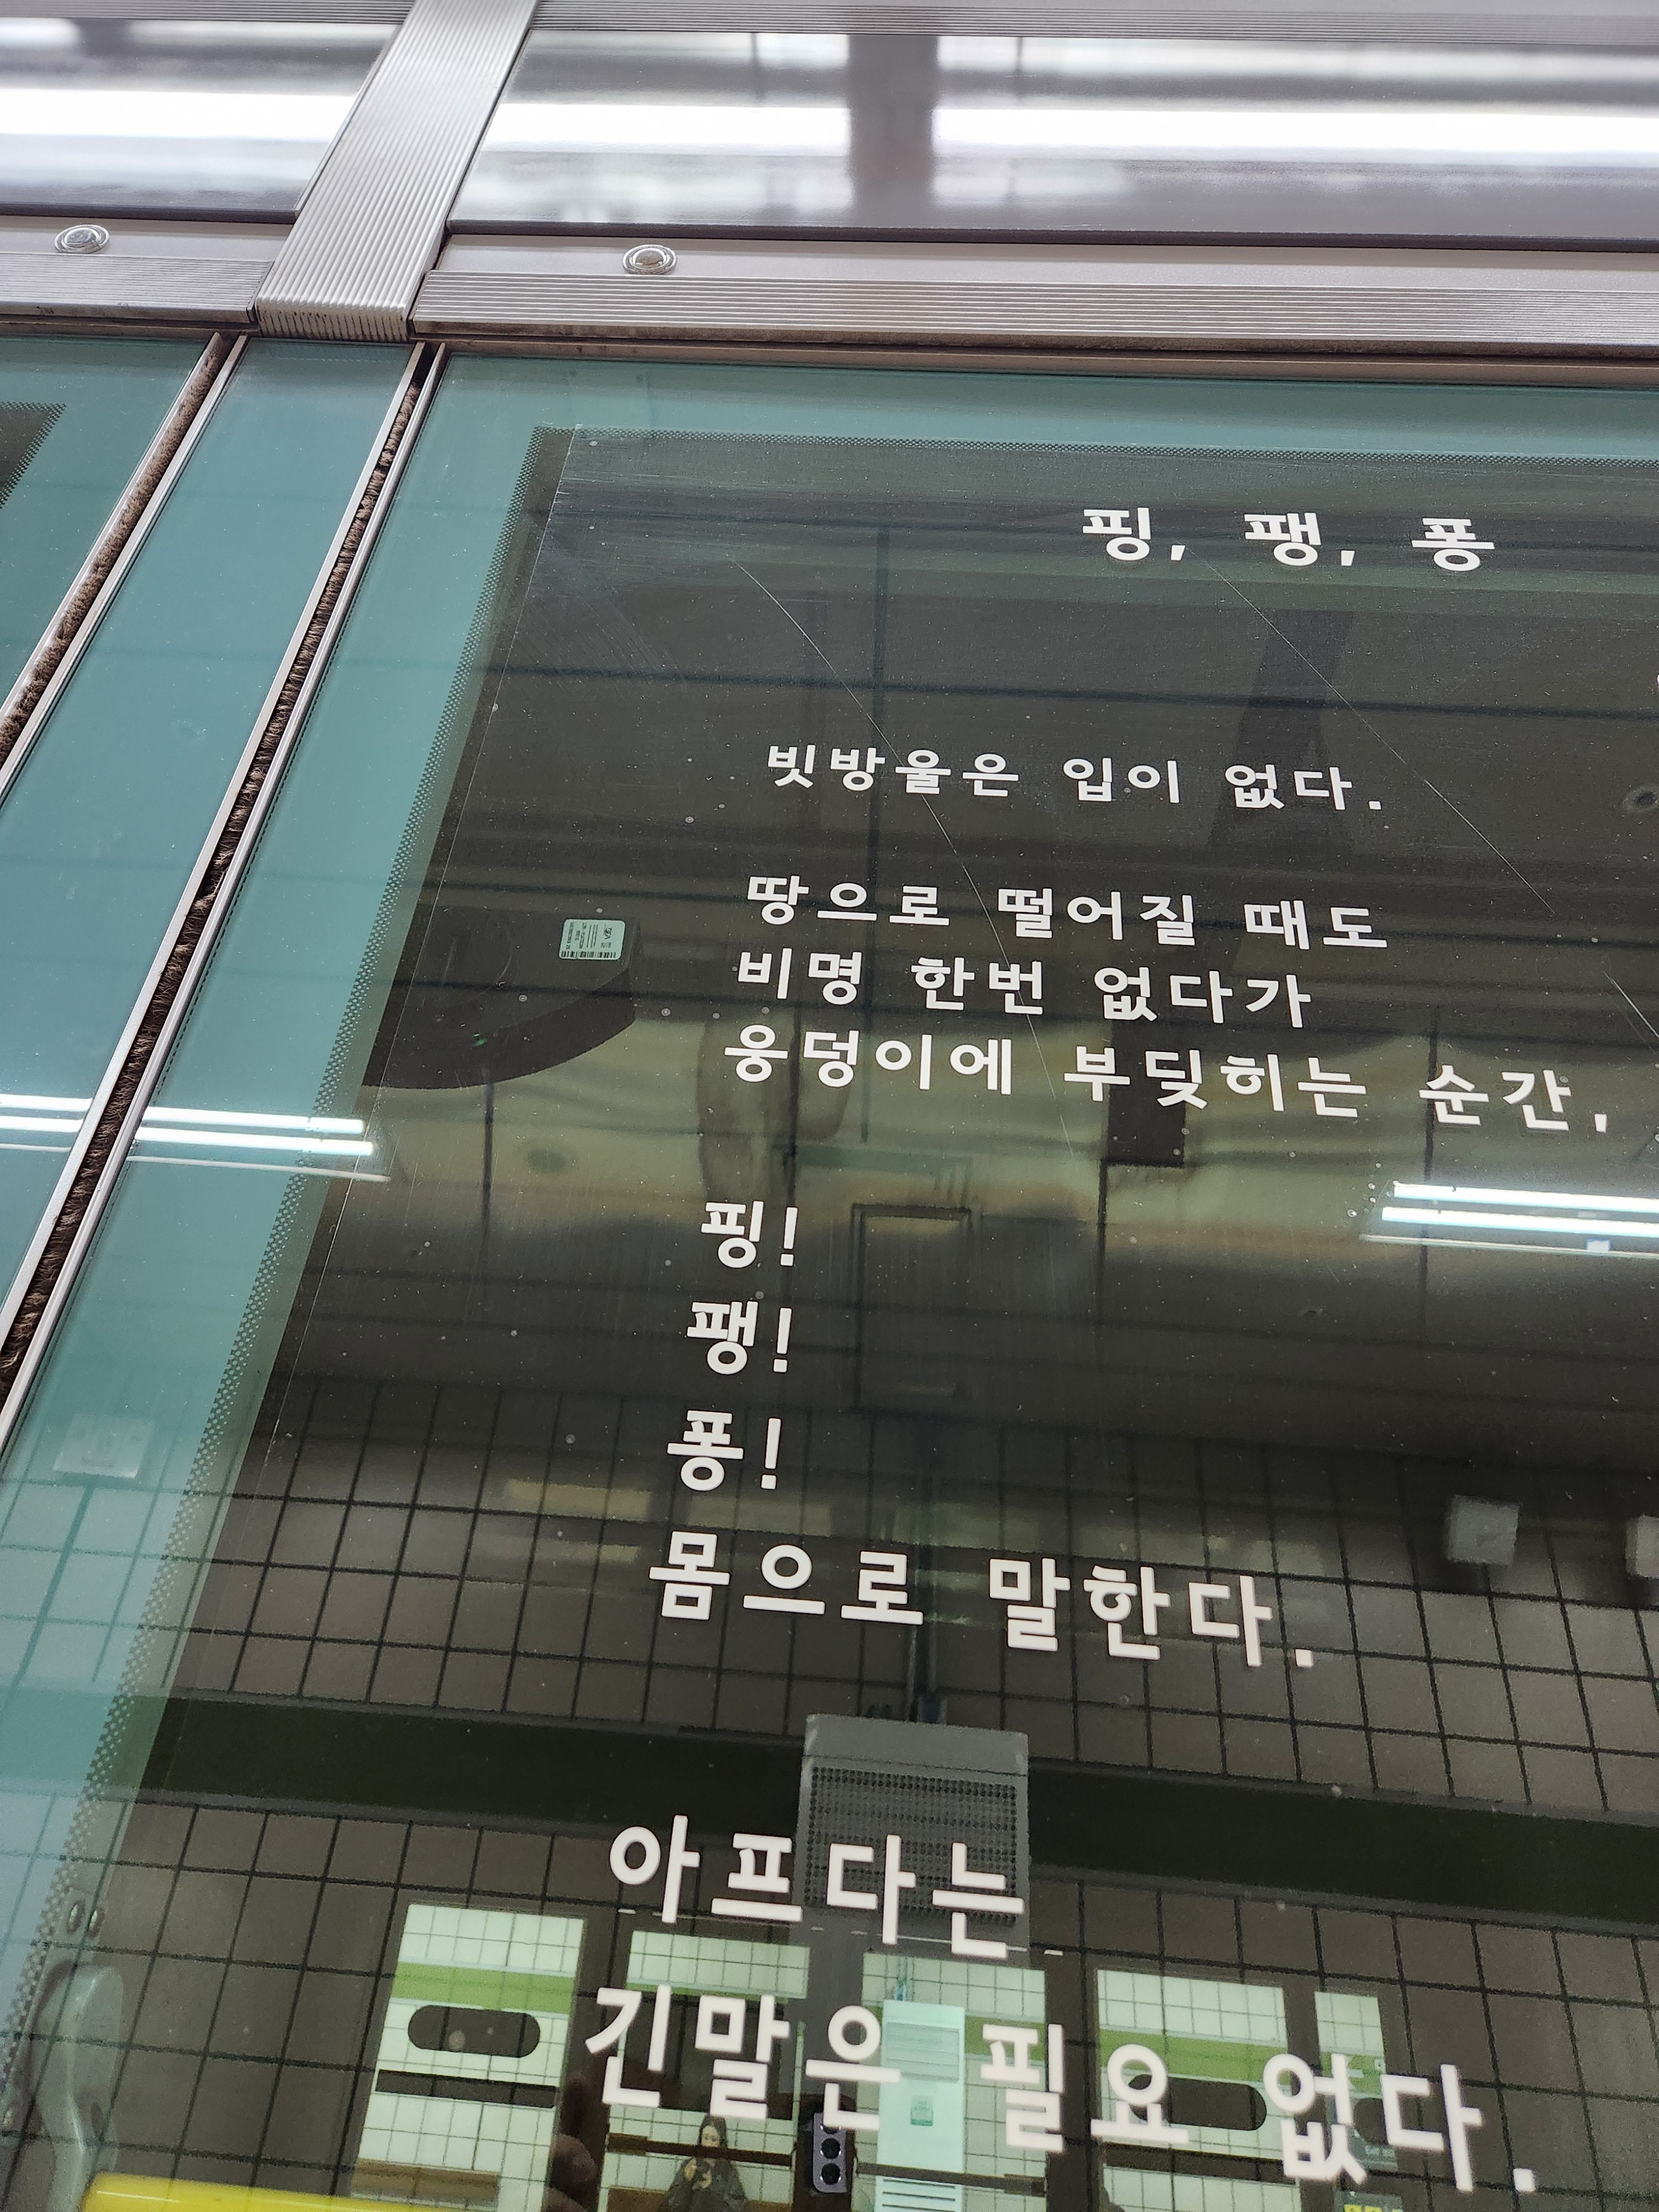 핑, 팽, 퐁
빗방울은 입이 없다.
땅으로 떨어질 때도
비명 한번 없다가
웅덩이에 부딪히는 순간,
핑!
팽!
퐁!
몸으로 말한다.
아프다는
긴말은 필요 없다.